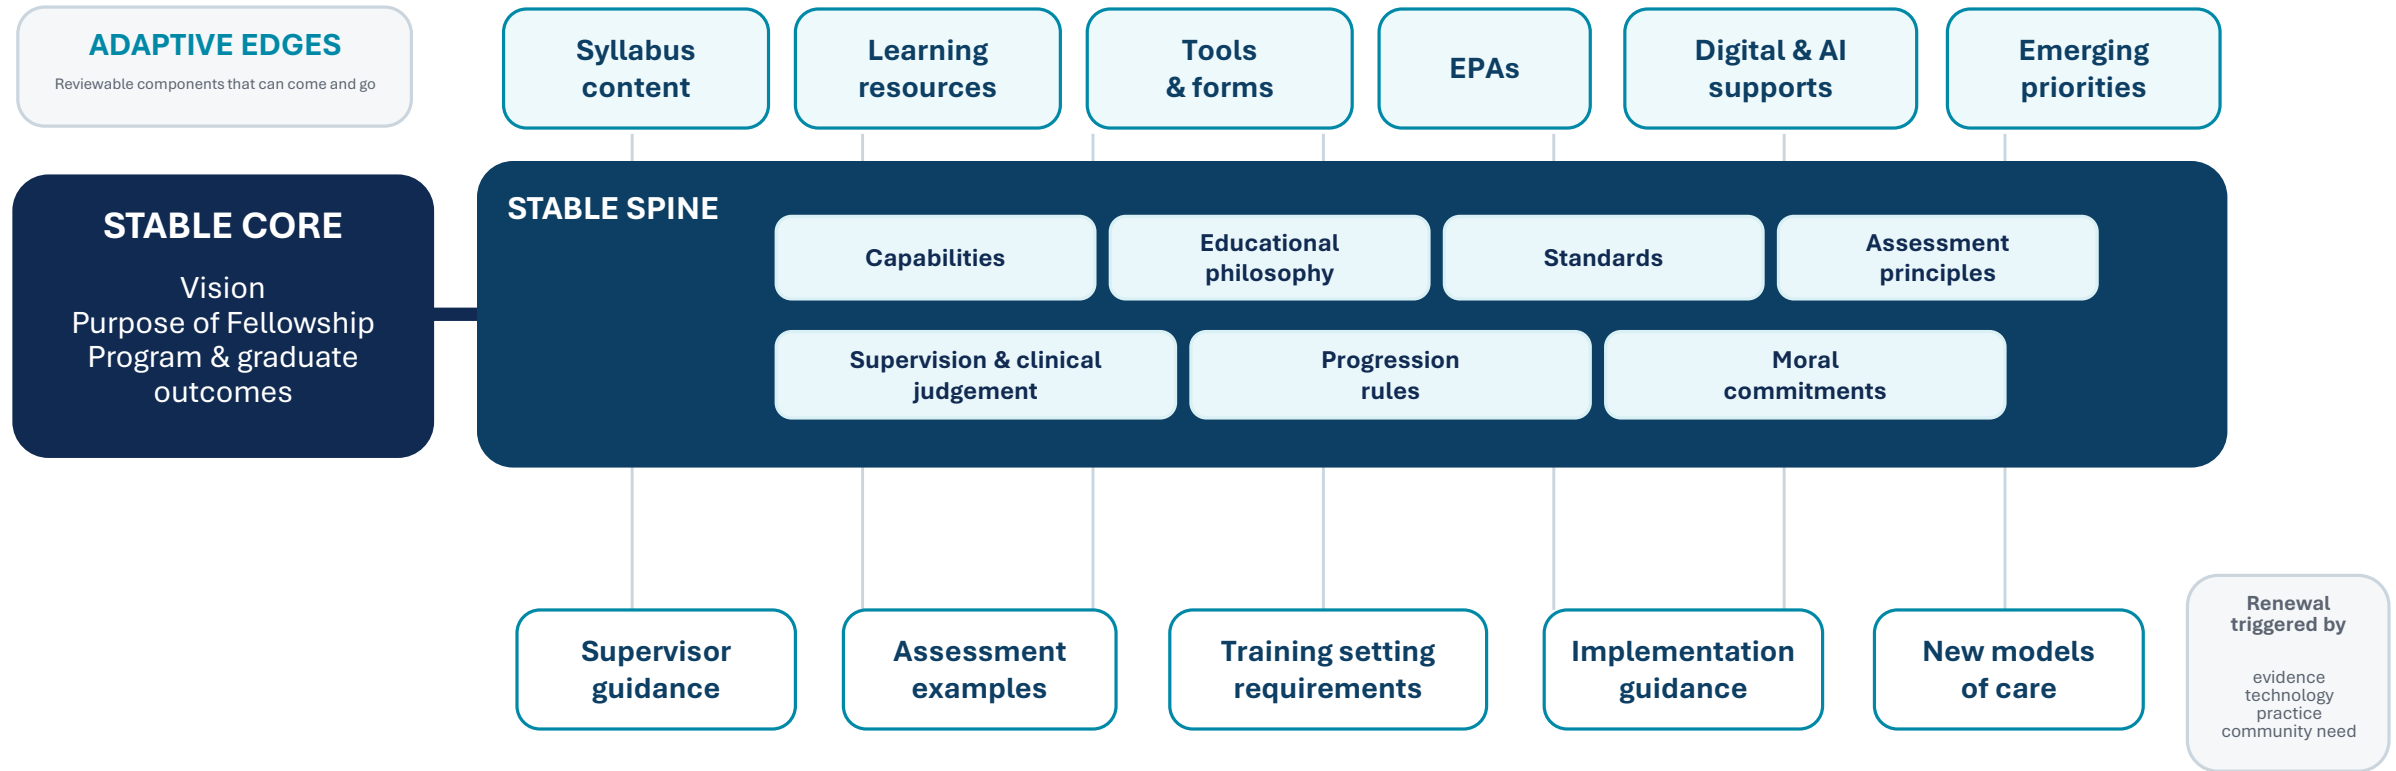 ADAPTIVE EDGES
Reviewable components that can come and go
Syllabus
content
Learning
resources
Tools
& forms
EPAs
Digital & AI
supports
Emerging
priorities
STABLE CORE
Vision
Purpose of Fellowship
Program & graduate
outcomes
STABLE SPINE
Capabilities
Educational
philosophy
Standards
Assessment
principles
Supervision & clinical
judgement
Progression
rules
Moral
commitments
Supervisor
guidance
Assessment
examples
Training setting
requirements
Implementation
guidance
New models
of care
Renewal
triggered by
evidence
technology
practice
community need